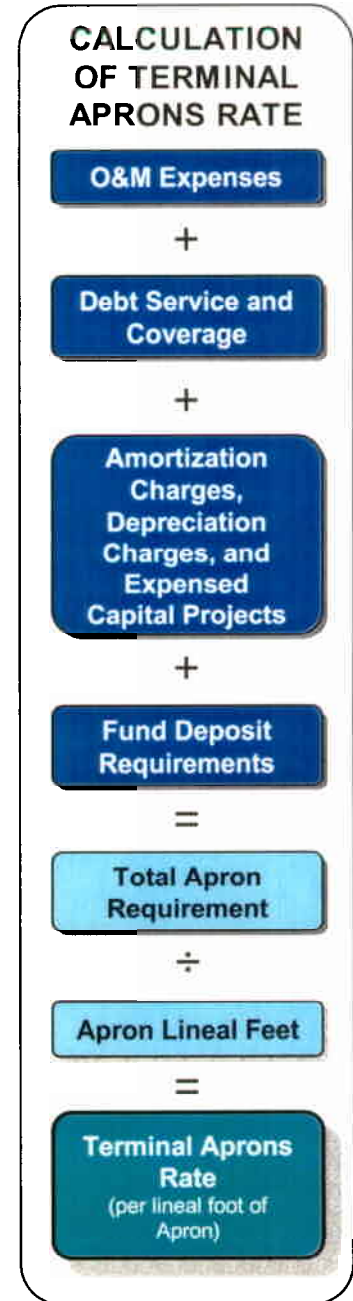 CALCULATION
OF TERMINAL
APRONS RATE
O&M Expenses
+
Debt Service and
Coverage
+
Amortization
Charges,
Depreciation
Charges, and
Expensed
Capital Projects
+
Fund Deposit
Requirements
=
Total Apron
Requirement
÷
Apron Lineal Feet
=
Terminal Aprons
Rate
(per lineal foot of
Apron)